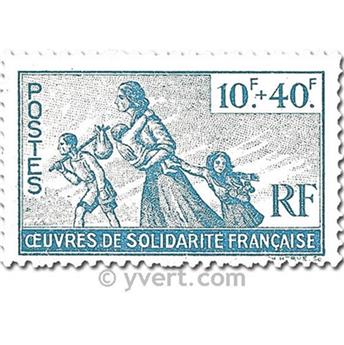 POSTES
10F.+40F.
RF
ŒUVRES DE SOLIDARITÉ FRANÇAISE
© yvert.com